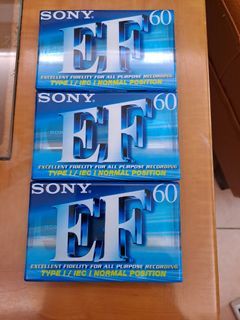 SONY
EF 60
EXCELLENT FIDELITY FOR ALL PURPOSE RECORDING
TYPE I / IEC I NORMAL POSITION
SONY
EF 60
EXCELLENT FIDELITY FOR ALL PURPOSE RECORDING
TYPE I / IEC I NORMAL POSITION
SONY
EF 60
EXCELLENT FIDELITY FOR ALL PURPOSE RECORDING
TYPE I / IEC I NORMAL POSITION